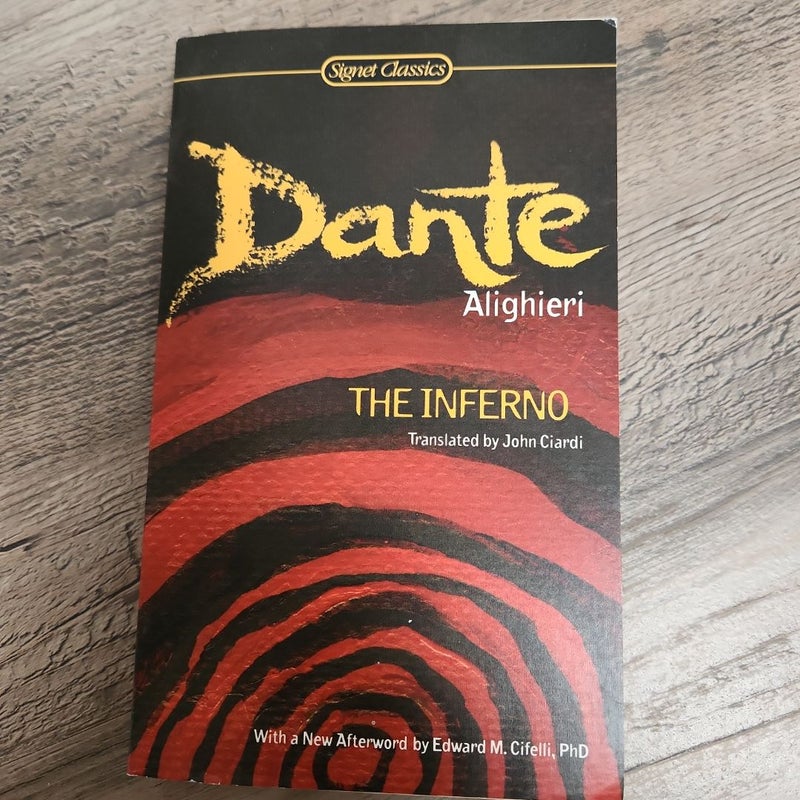 Signet Classics
Dante
Alighieri
THE INFERNO
Translated by John Ciardi
With a New Afterword by Edward M. Cifelli, PhD